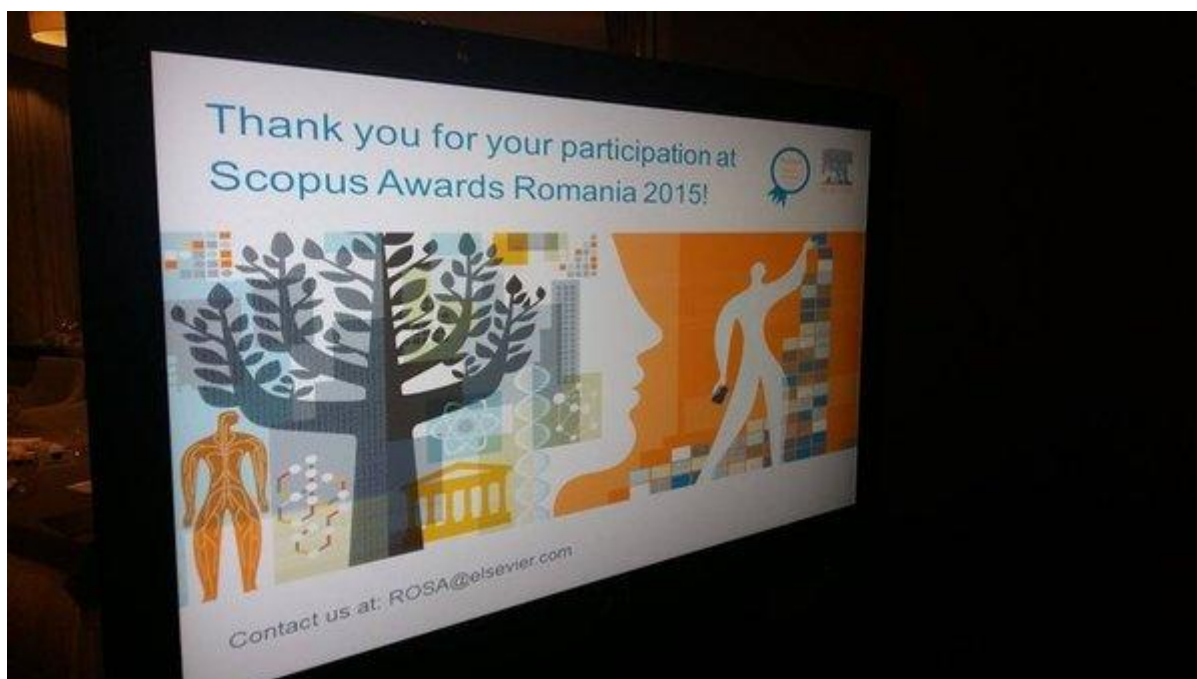 Thank you for your participation at
Scopus Awards Romania 2015!
Contact us at: ROSA@elsevier.com